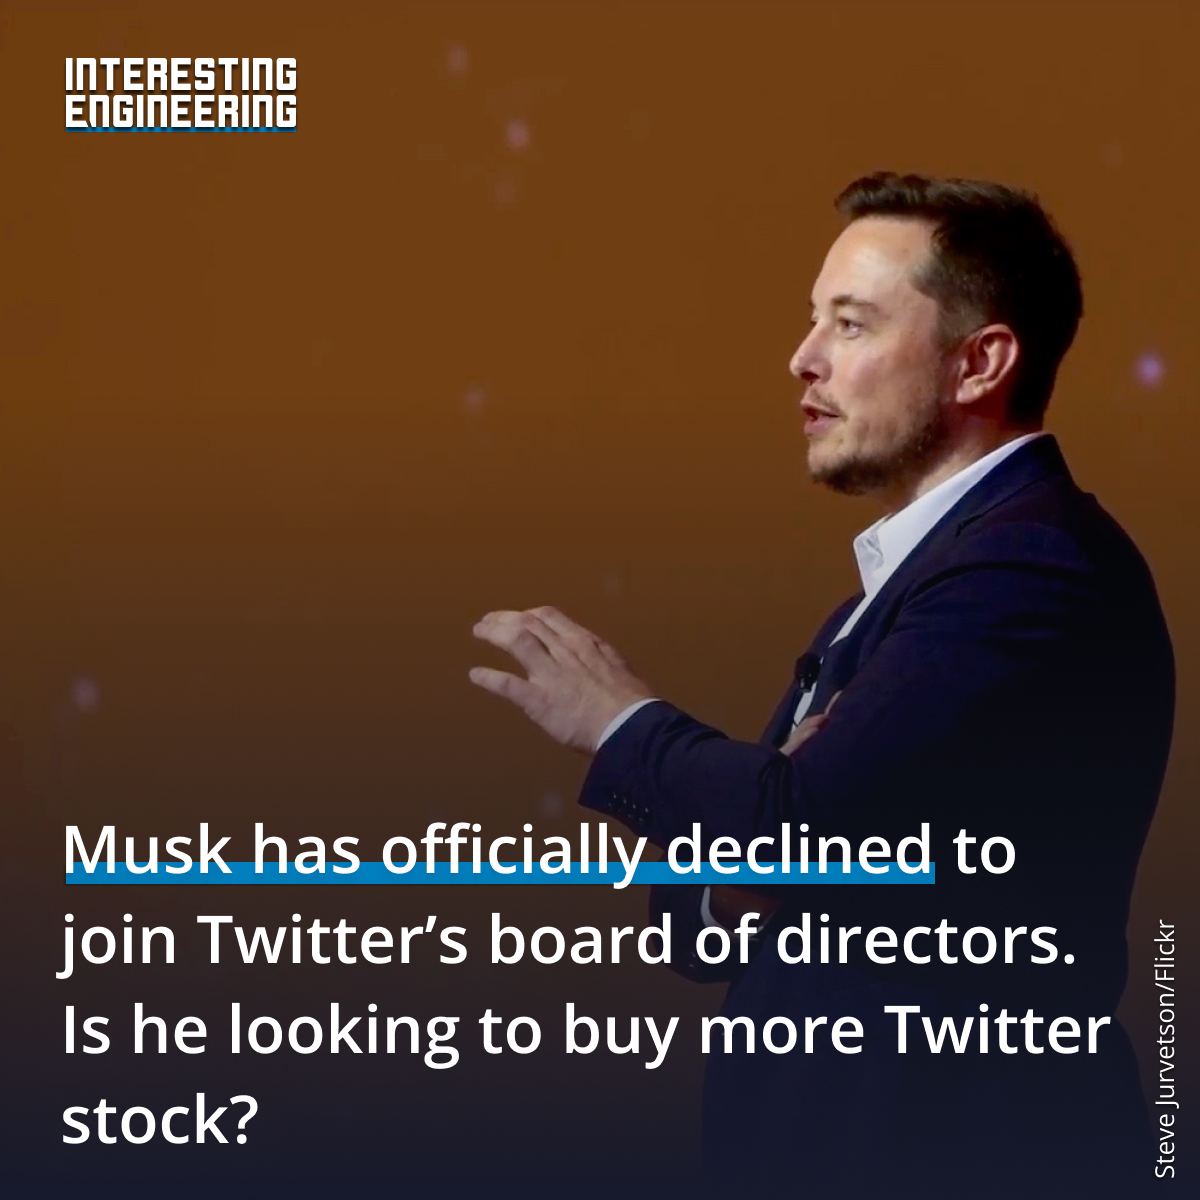 INTERESTING
ENGINEERING
Musk has officially declined to
join Twitter’s board of directors.
Is he looking to buy more Twitter
stock?
Steve Jurvetson/Flickr